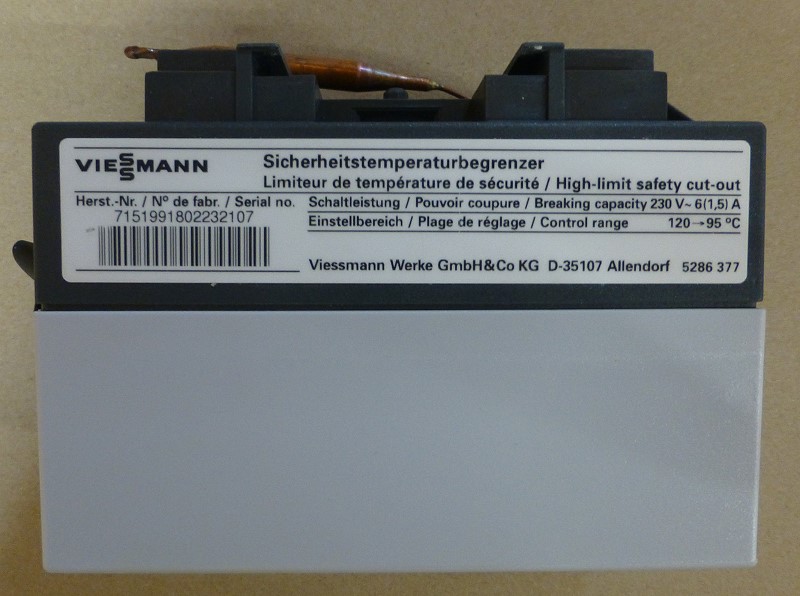 VIESSMANN
Sicherheitstemperaturbegrenzer
Limiteur de température de sécurité / High-limit safety cut-out
Herst.-Nr. / Nº de fabr. / Serial no.
7151991802232107
Schaltleistung / Pouvoir coupure / Breaking capacity 230 V~ 6(1,5) A
Einstellbereich / Plage de réglage / Control range 120→95 ºC
Viessmann Werke GmbH&Co KG D-35107 Allendorf 5286 377